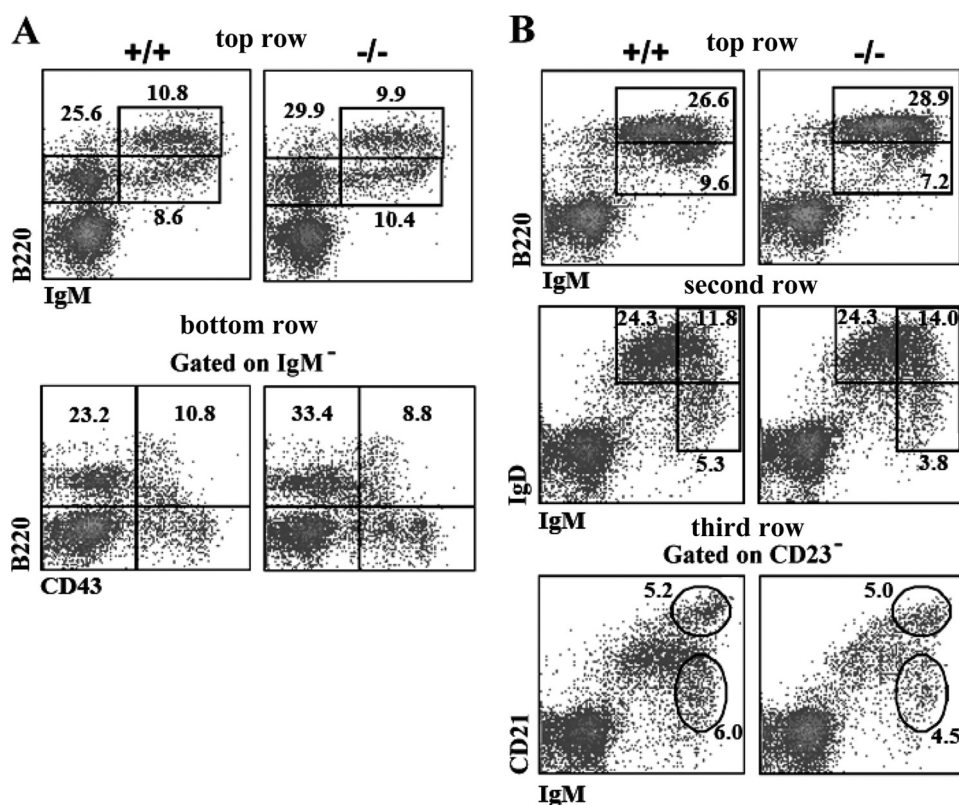 A
top row
+/+
-/-
25.6
10.8
8.6
29.9
9.9
10.4
B220
IgM
bottom row
Gated on IgM⁻
23.2
10.8
33.4
8.8
B220
CD43
B
top row
+/+
-/-
26.6
9.6
28.9
7.2
B220
IgM
second row
24.3
11.8
5.3
24.3
14.0
3.8
IgD
IgM
third row
Gated on CD23⁻
5.2
6.0
5.0
4.5
CD21
IgM